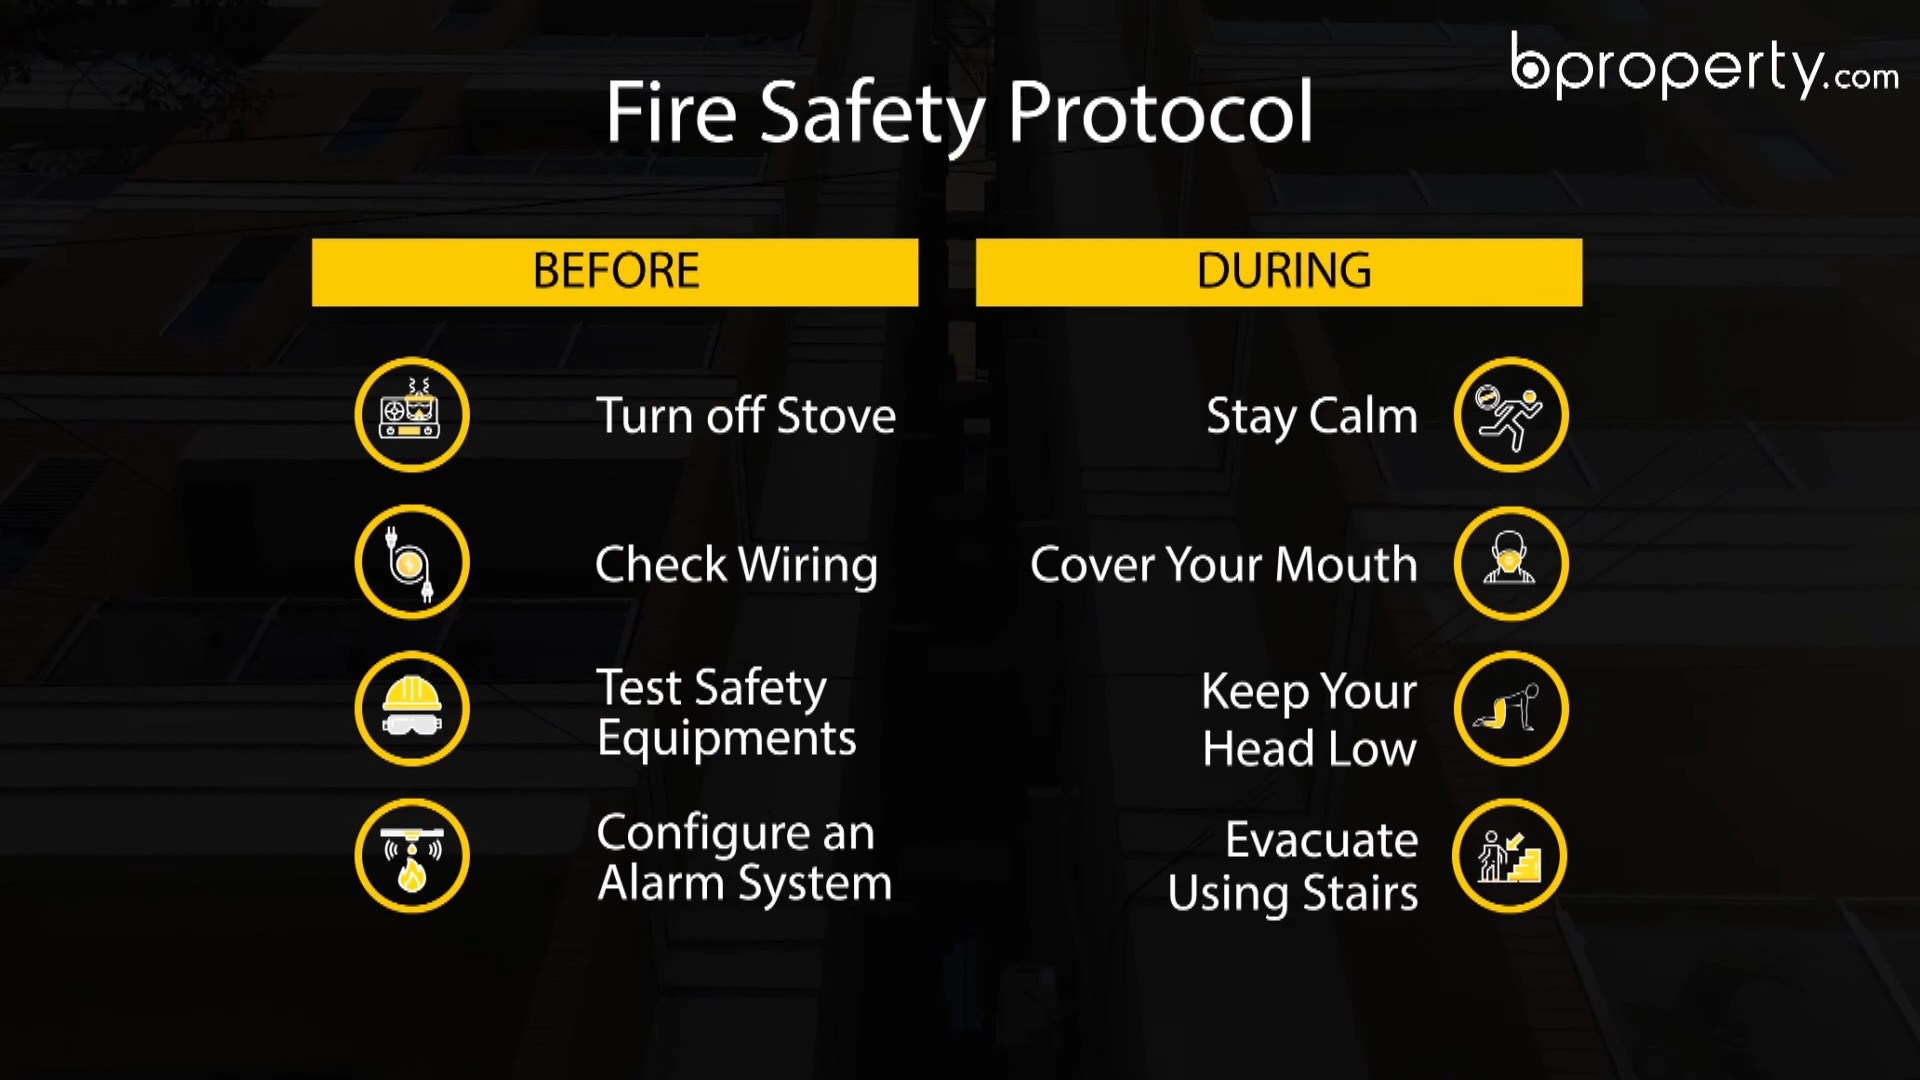 bproperty.com
Fire Safety Protocol
BEFORE
Turn off Stove
Check Wiring
Test Safety
Equipments
Configure an
Alarm System
DURING
Stay Calm
Cover Your Mouth
Keep Your
Head Low
Evacuate
Using Stairs